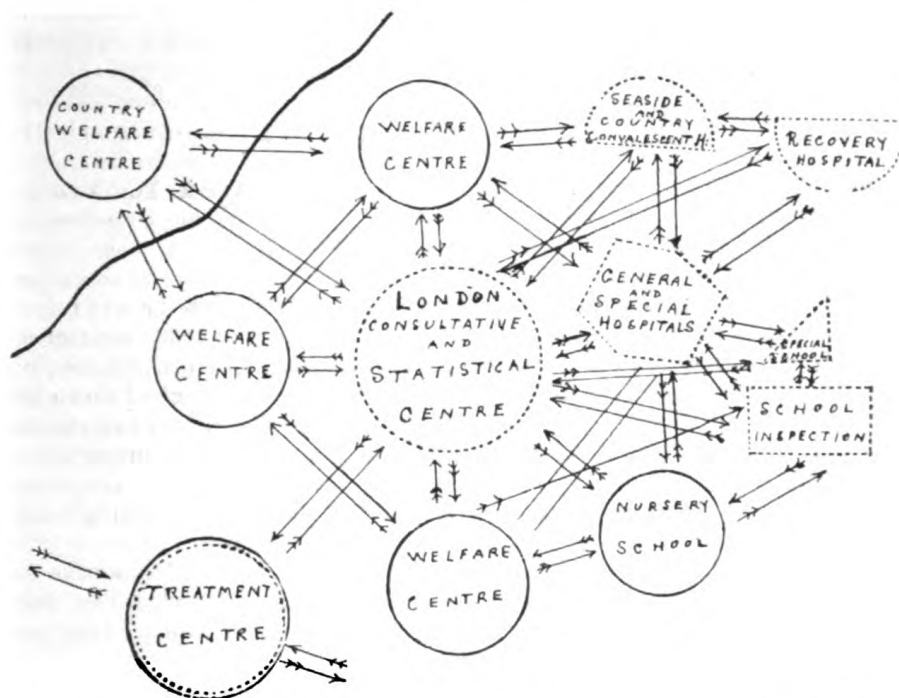 COUNTRY
WELFARE
CENTRE
WELFARE
CENTRE
SEASIDE
AND
COUNTRY
CONVALESCENT H.
RECOVERY
HOSPITAL
WELFARE
CENTRE
LONDON
CONSULTATIVE
AND
STATISTICAL
CENTRE
GENERAL
AND
SPECIAL
HOSPITALS
SPECIAL
SCHOOL
SCHOOL
INSPECTION
TREATMENT
CENTRE
WELFARE
CENTRE
NURSERY
SCHOOL